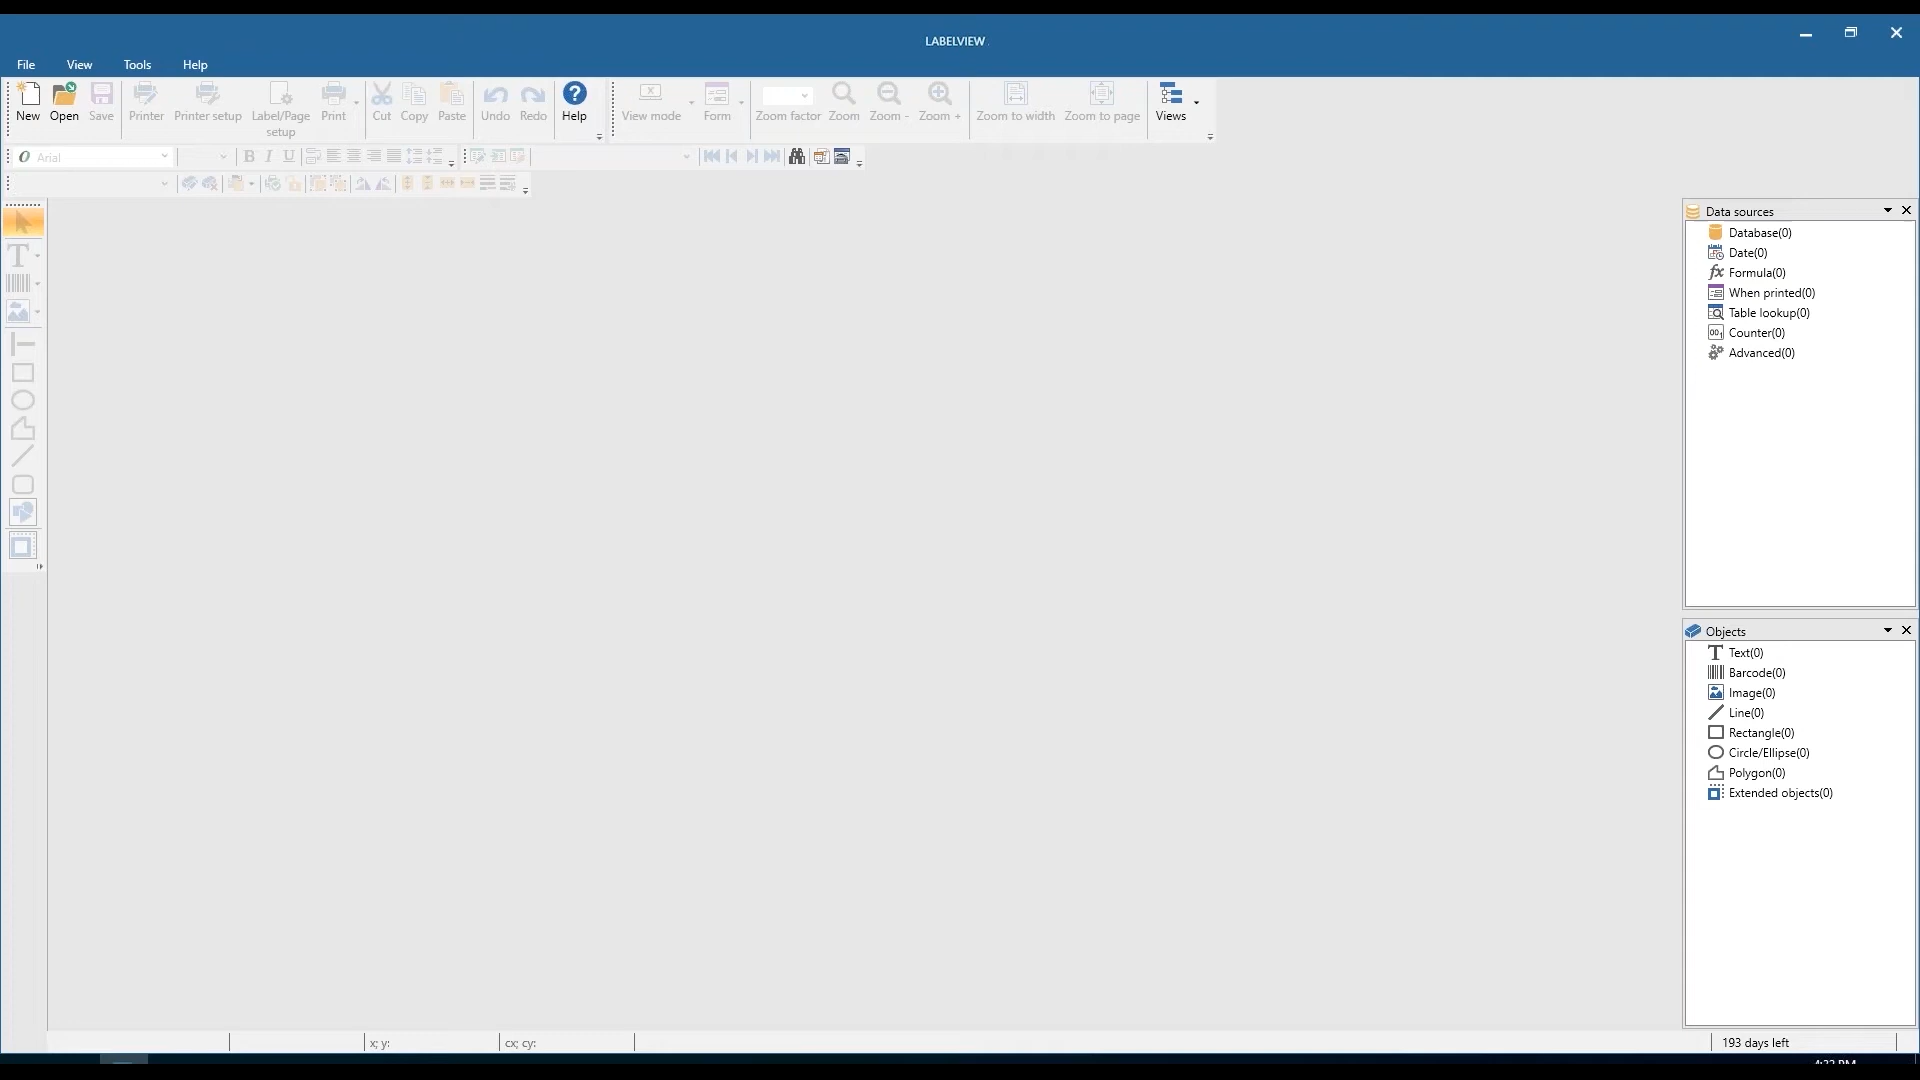 LABELVIEW
File View Tools Help
New Open Save Printer Printer setup Label/Page setup Print Cut Copy Paste Undo Redo Help View mode Form Zoom factor Zoom Zoom - Zoom + Zoom to width Zoom to page Views
O Arial B I U
Data sources
Database(0)
Date(0)
Formula(0)
When printed(0)
Table lookup(0)
Counter(0)
Advanced(0)
Objects
Text(0)
Barcode(0)
Image(0)
Line(0)
Rectangle(0)
Circle/Ellipse(0)
Polygon(0)
Extended objects(0)
x; y: cx; cy: 193 days left